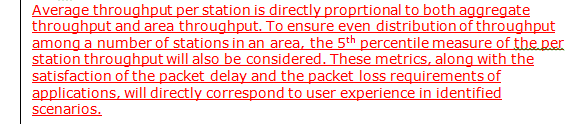 Average throughput per station is directly proprtional to both aggregate
throughput and area throughput. To ensure even distribution of throughput
among a number of stations in an area, the 5th percentile measure of the per
station throughput will also be considered. These metrics, along with the
satisfaction of the packet delay and the packet loss requirements of
applications, will directly correspond to user experience in identified
scenarios.